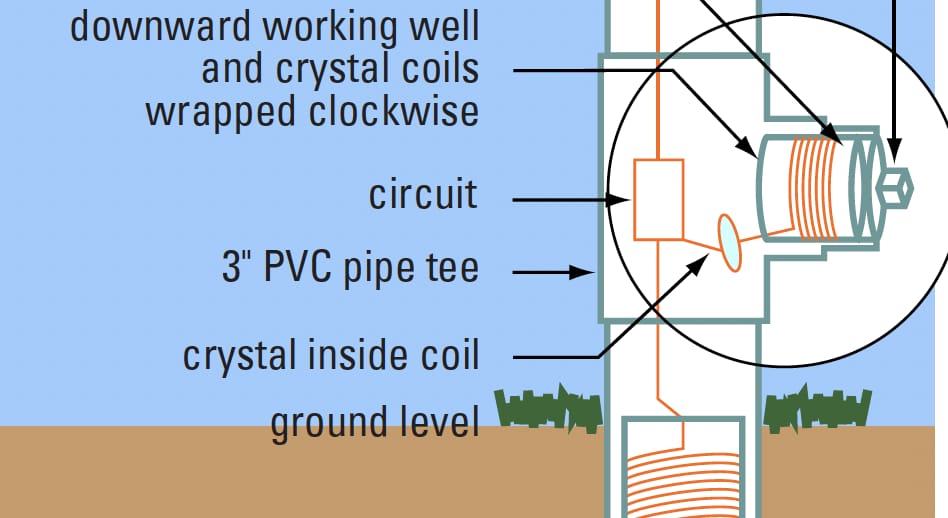 downward working well
and crystal coils
wrapped clockwise
circuit
3" PVC pipe tee
crystal inside coil
ground level